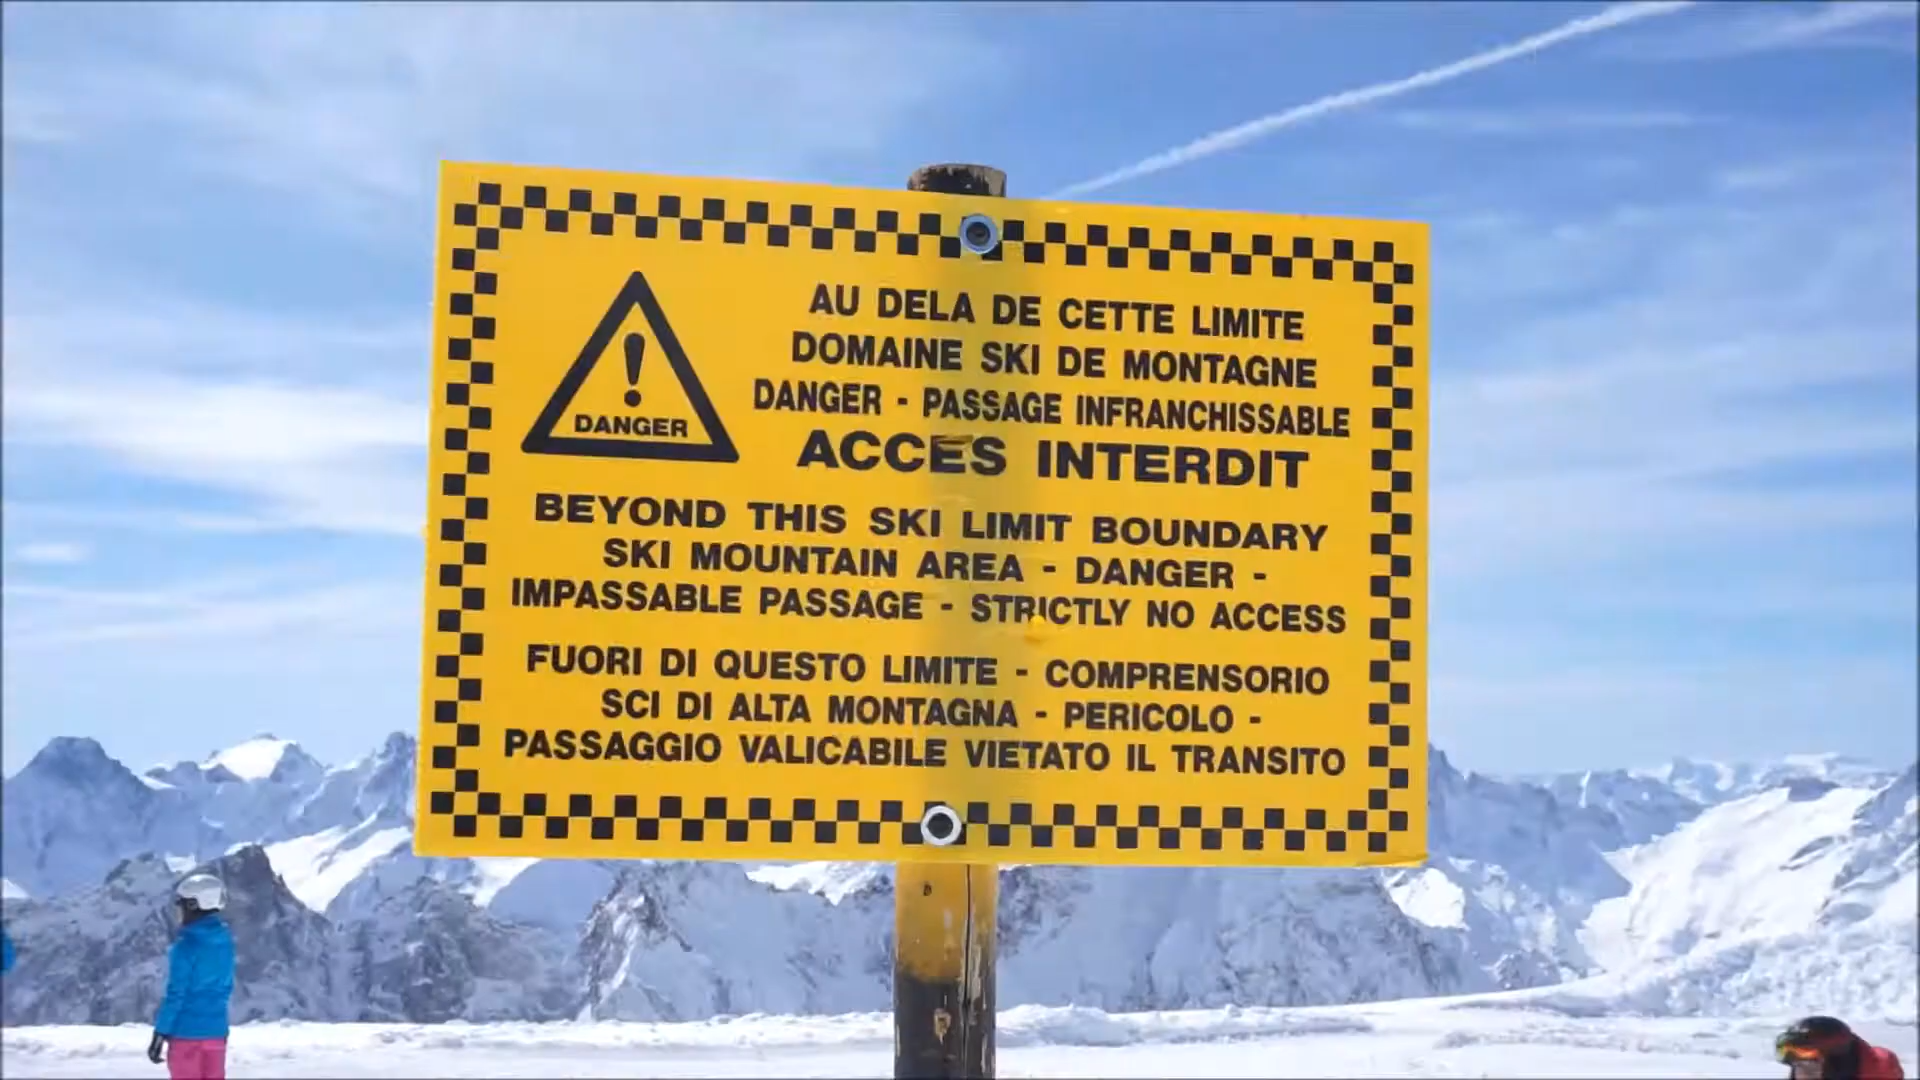 !
DANGER
AU DELA DE CETTE LIMITE
DOMAINE SKI DE MONTAGNE
DANGER - PASSAGE INFRANCHISSABLE
ACCES INTERDIT
BEYOND THIS SKI LIMIT BOUNDARY
SKI MOUNTAIN AREA - DANGER -
IMPASSABLE PASSAGE - STRICTLY NO ACCESS
FUORI DI QUESTO LIMITE - COMPRENSORIO
SCI DI ALTA MONTAGNA - PERICOLO -
PASSAGGIO VALICABILE VIETATO IL TRANSITO